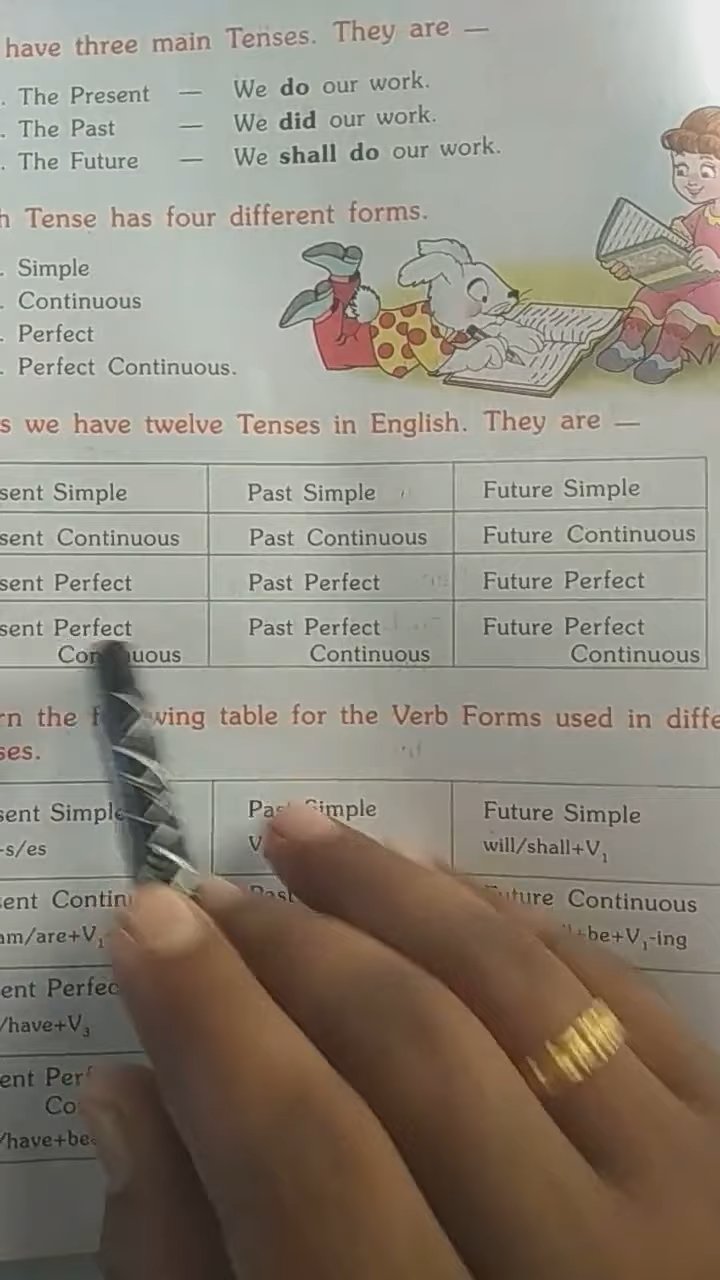 have three main Tenses. They are —
. The Present — We do our work.
. The Past — We did our work.
. The Future — We shall do our work.
Tense has four different forms.
. Simple
. Continuous
. Perfect
. Perfect Continuous.
we have twelve Tenses in English. They are —
sent Simple Past Simple Future Simple
sent Continuous Past Continuous Future Continuous
sent Perfect Past Perfect Future Perfect
sent Perfect Past Perfect Future Perfect
Continuous Continuous
rn the wing table for the Verb Forms used in diffe
ses.
sent Simple Simple Future Simple
-s/es will/shall+V₁
sent Contin Past uture Continuous
am/are+V₁ +be+V₁-ing
ent Perfec
/have+V₃
ent Per
Co
/have+be